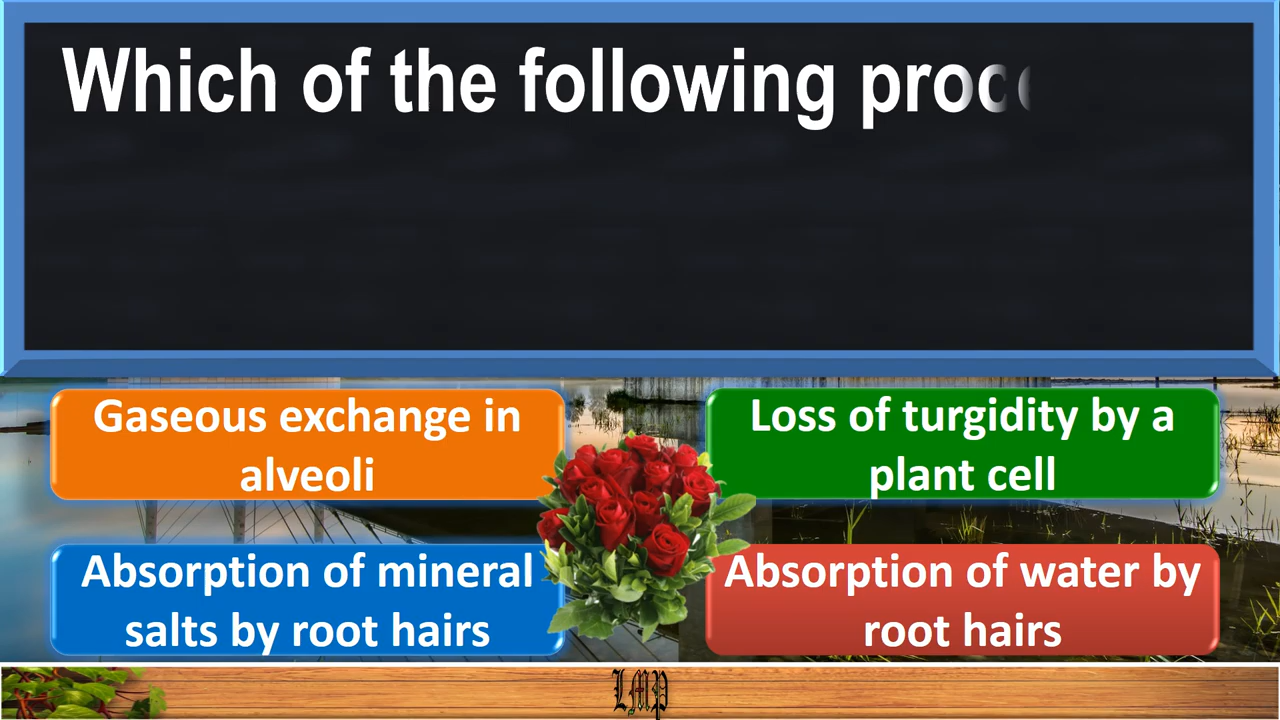 Which of the following proc
Gaseous exchange in
alveoli
Loss of turgidity by a
plant cell
Absorption of mineral
salts by root hairs
Absorption of water by
root hairs
LMP